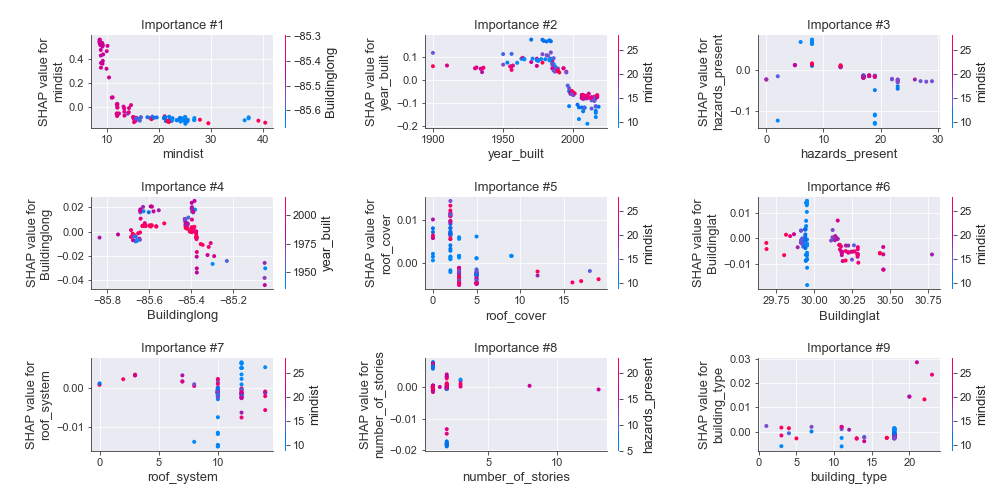 Importance #1
SHAP value for
mindist
0.4
0.2
0.0
10
20
30
40
mindist
−85.3
−85.4
−85.5
−85.6
Buildinglong
Importance #2
SHAP value for
year_built
0.1
0.0
−0.1
−0.2
1900
1950
2000
year_built
25
20
15
10
mindist
Importance #3
SHAP value for
hazards_present
0.0
−0.1
0
10
20
30
hazards_present
25
20
15
10
mindist
Importance #4
SHAP value for
Buildinglong
0.02
0.00
−0.02
−0.04
−85.8
−85.6
−85.4
−85.2
Buildinglong
2000
1975
1950
year_built
Importance #5
SHAP value for
roof_cover
0.01
0.00
0
5
10
15
roof_cover
25
20
15
10
mindist
Importance #6
SHAP value for
Buildinglat
0.01
0.00
−0.01
29.75
30.00
30.25
30.50
30.75
Buildinglat
25
20
15
10
mindist
Importance #7
SHAP value for
roof_system
0.00
−0.01
0
5
10
roof_system
25
20
15
10
mindist
Importance #8
SHAP value for
number_of_stories
0.00
−0.01
−0.02
5
10
number_of_stories
20
15
10
5
hazards_present
Importance #9
SHAP value for
building_type
0.03
0.02
0.01
0.00
1
5
10
15
20
building_type
25
20
15
10
mindist